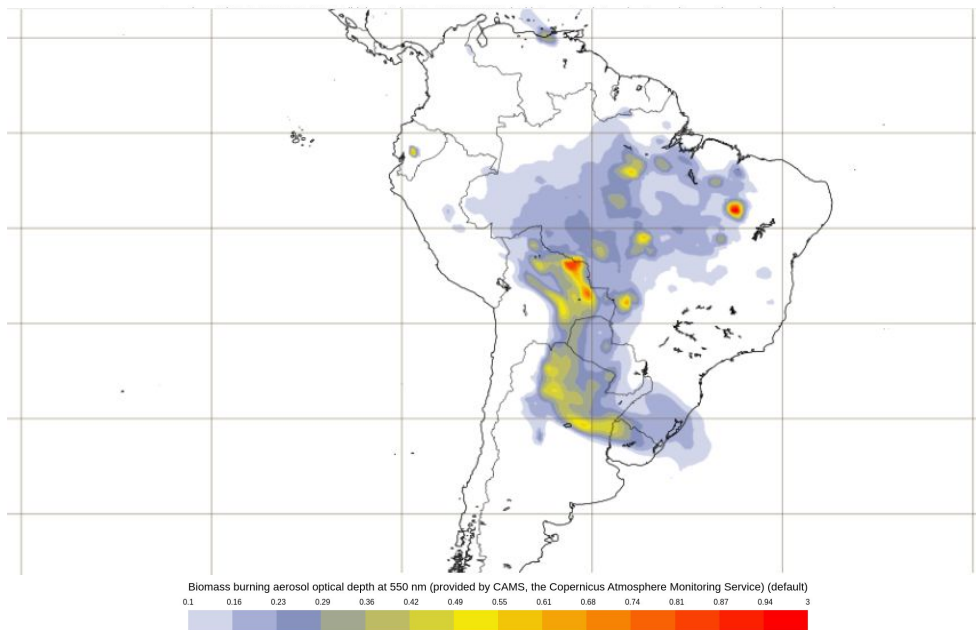 Biomass burning aerosol optical depth at 550 nm (provided by CAMS, the Copernicus Atmosphere Monitoring Service) (default)
0.1 0.16 0.23 0.29 0.36 0.42 0.49 0.55 0.61 0.68 0.74 0.81 0.87 0.94 3